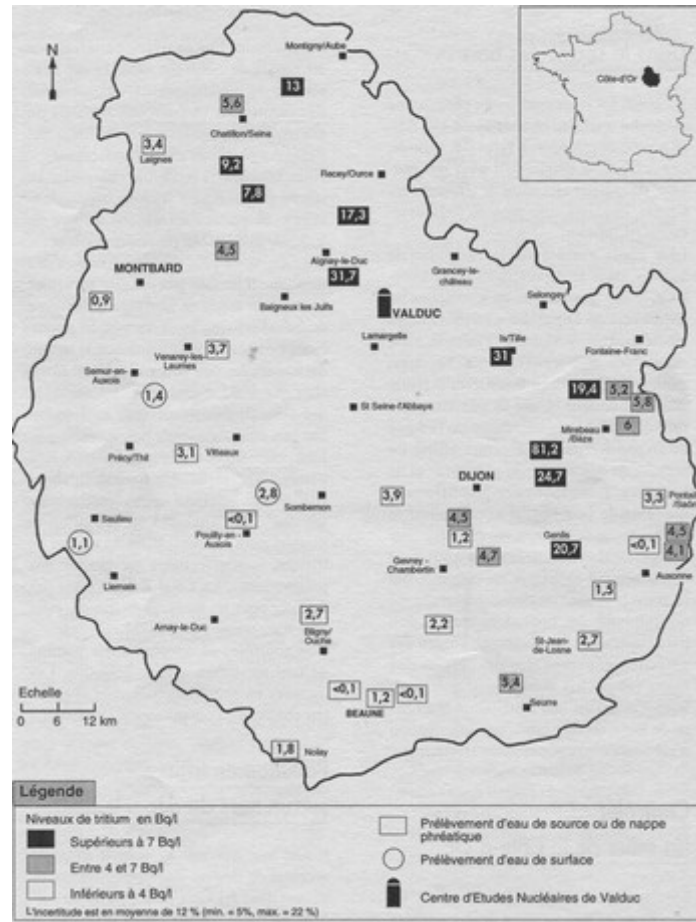 N
Montigny/Aube
13
Côte-d'Or
5,6
Chatillon/Seine
3,4
Laignes
9,2
7,8
Recey/Ource
17,3
4,5
Aignay-le-Duc
31,7
Grancey-le-
château
MONTBARD
0,9
Baigneux les Juifs
VALDUC
Selongey
Lamargelle
Is/Tille
31
Fontaine-Franc
Venarey-les-
Laumes
3,7
Semur-en-
Auxois
1,4
19,4
5,2
5,8
St Seine-l'Abbaye
Mirebeau
/Bèze
6
Précy/Thil
3,1
Vitteaux
81,2
DIJON
24,7
2,8
Sombernon
3,9
3,3
Saulieu
<0,1
Pouilly-en-
Auxois
4,5
1,2
4,7
Genlis
20,7
4,5
4,1
<0,1
Auxonne
1,1
Gevrey-
Chambertin
Liernais
1,5
Arnay-le-Duc
2,7
Bligny/
Ouche
2,2
St-Jean-
de-Losne
2,7
<0,1
1,2
<0,1
BEAUNE
5,4
Seurre
Echelle
0 6 12 km
1,8
Nolay
Légende
Niveaux de tritium en Bq/l
Supérieurs à 7 Bq/l
Entre 4 et 7 Bq/l
Inférieurs à 4 Bq/l
L'incertitude est en moyenne de 12 % (min. = 5%, max. = 22 %)
Prélèvement d'eau de source ou de nappe
phréatique
Prélèvement d'eau de surface
Centre d'Etudes Nucléaires de Valduc